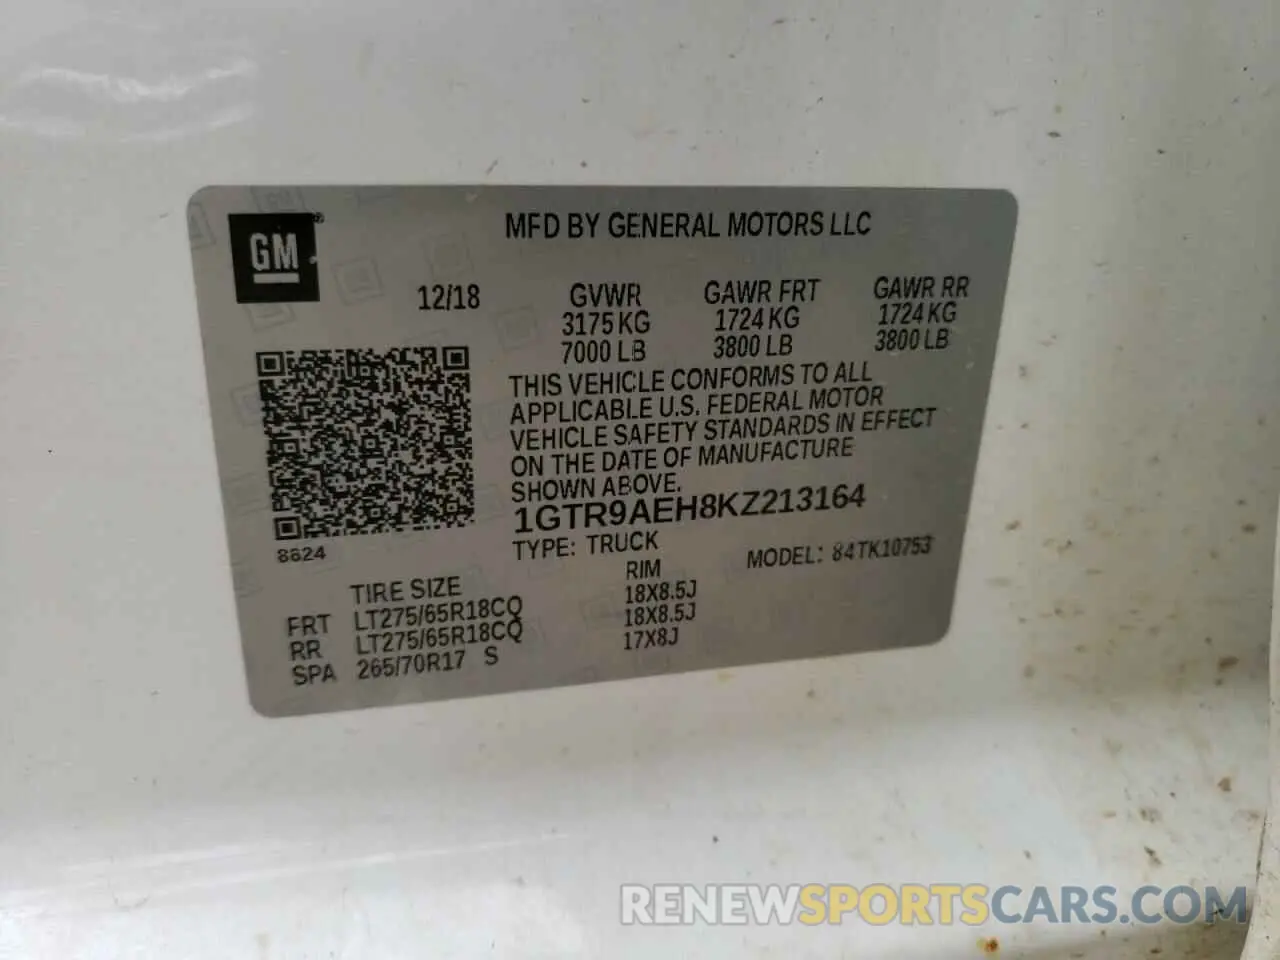 GM®
MFD BY GENERAL MOTORS LLC
12/18 GVWR GAWR FRT GAWR RR
3175 KG 1724 KG 1724 KG
7000 LB 3800 LB 3800 LB
THIS VEHICLE CONFORMS TO ALL
APPLICABLE U.S. FEDERAL MOTOR
VEHICLE SAFETY STANDARDS IN EFFECT
ON THE DATE OF MANUFACTURE
SHOWN ABOVE.
1GTR9AEH8KZ213164
8624
TYPE: TRUCK MODEL: 84TK10753
TIRE SIZE RIM
FRT LT275/65R18CQ 18X8.5J
RR LT275/65R18CQ 18X8.5J
SPA 265/70R17 S 17X8J
RENEWSPORTSCARS.COM